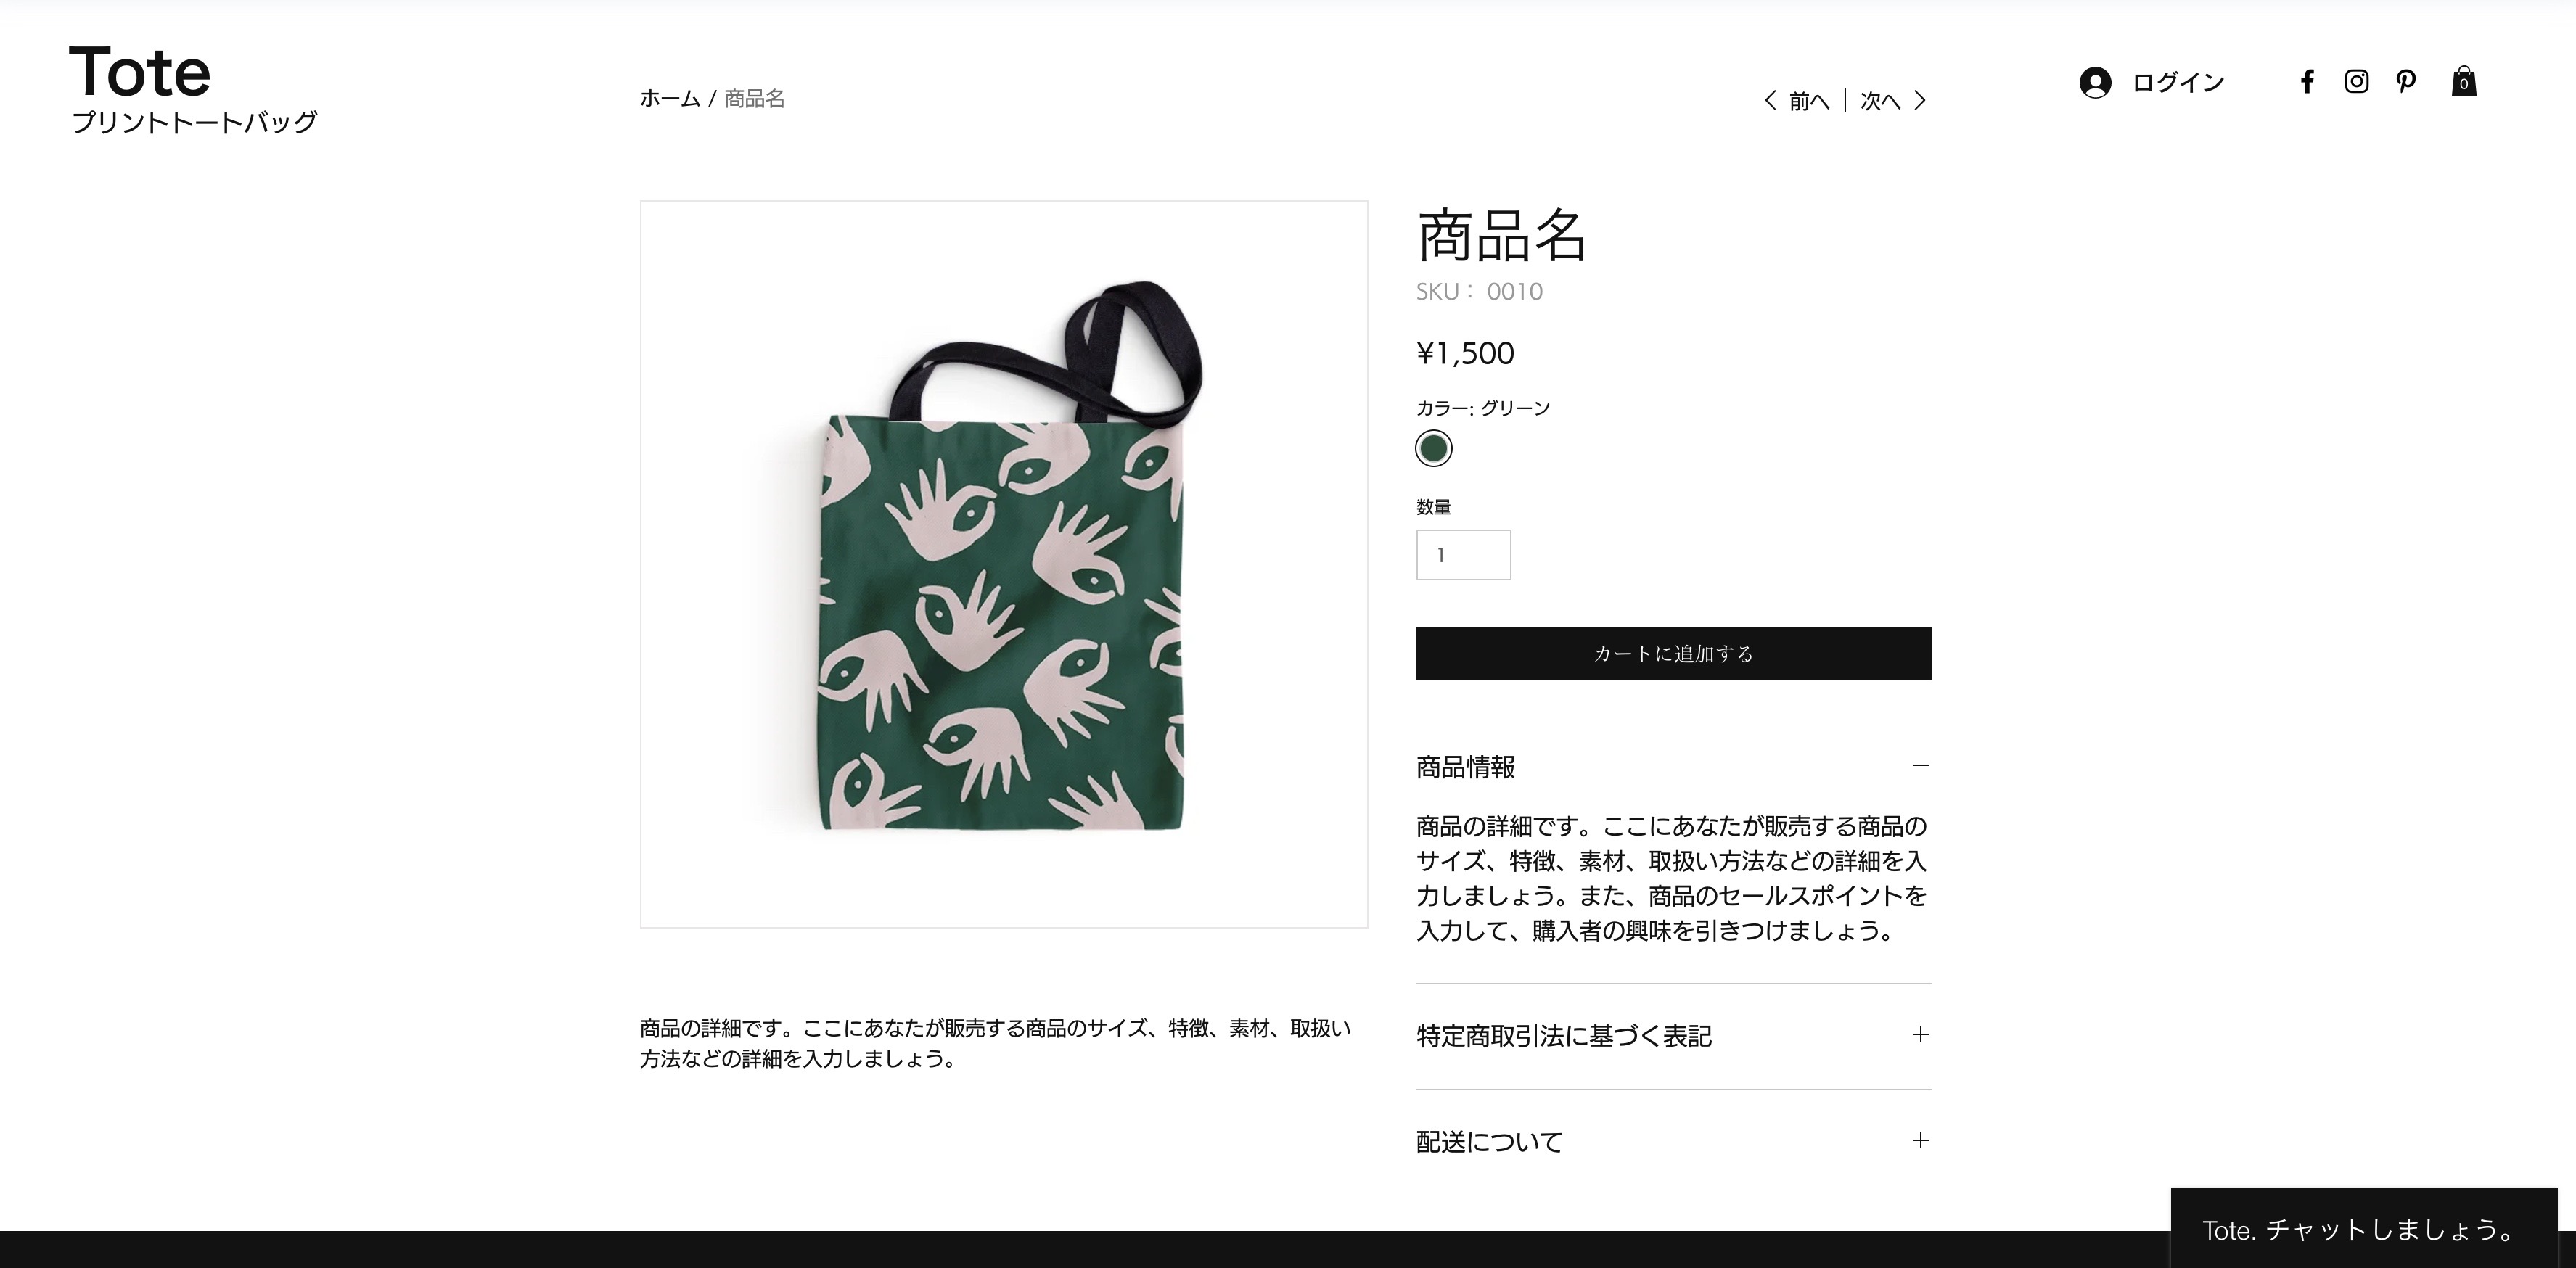 Tote
プリントトートバッグ
ホーム / 商品名
前へ | 次へ
ログイン
0
商品名
SKU： 0010
¥1,500
カラー: グリーン
数量
1
カートに追加する
商品情報
商品の詳細です。ここにあなたが販売する商品の
サイズ、特徴、素材、取扱い方法などの詳細を入
力しましょう。また、商品のセールスポイントを
入力して、購入者の興味を引きつけましょう。
特定商取引法に基づく表記
配送について
商品の詳細です。ここにあなたが販売する商品のサイズ、特徴、素材、取扱い
方法などの詳細を入力しましょう。
Tote. チャットしましょう。